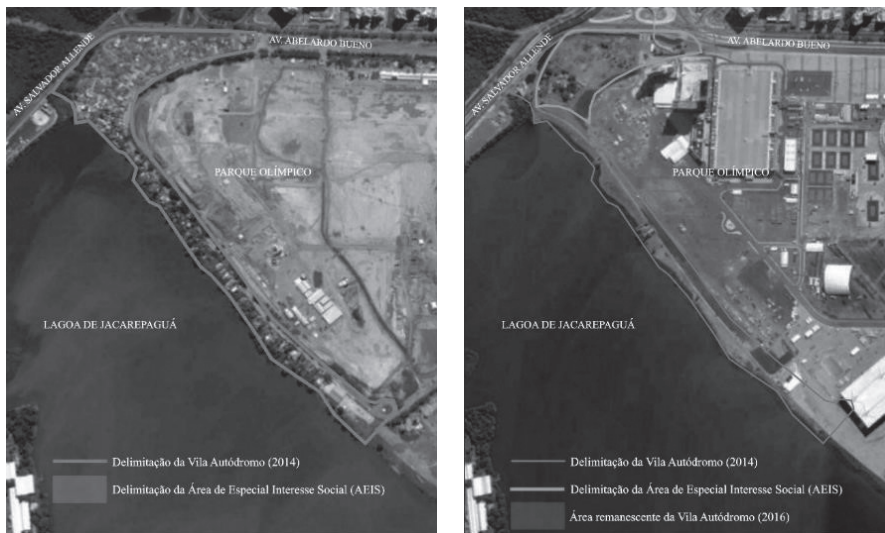 AV. SALVADOR ALLENDE
AV. ABELARDO BUENO
PARQUE OLÍMPICO
LAGOA DE JACAREPAGUÁ
Delimitação da Vila Autódromo (2014)
Delimitação da Área de Especial Interesse Social (AEIS)
AV. SALVADOR ALLENDE
AV. ABELARDO BUENO
PARQUE OLÍMPICO
LAGOA DE JACAREPAGUÁ
Delimitação da Vila Autódromo (2014)
Delimitação da Área de Especial Interesse Social (AEIS)
Área remanescente da Vila Autódromo (2016)